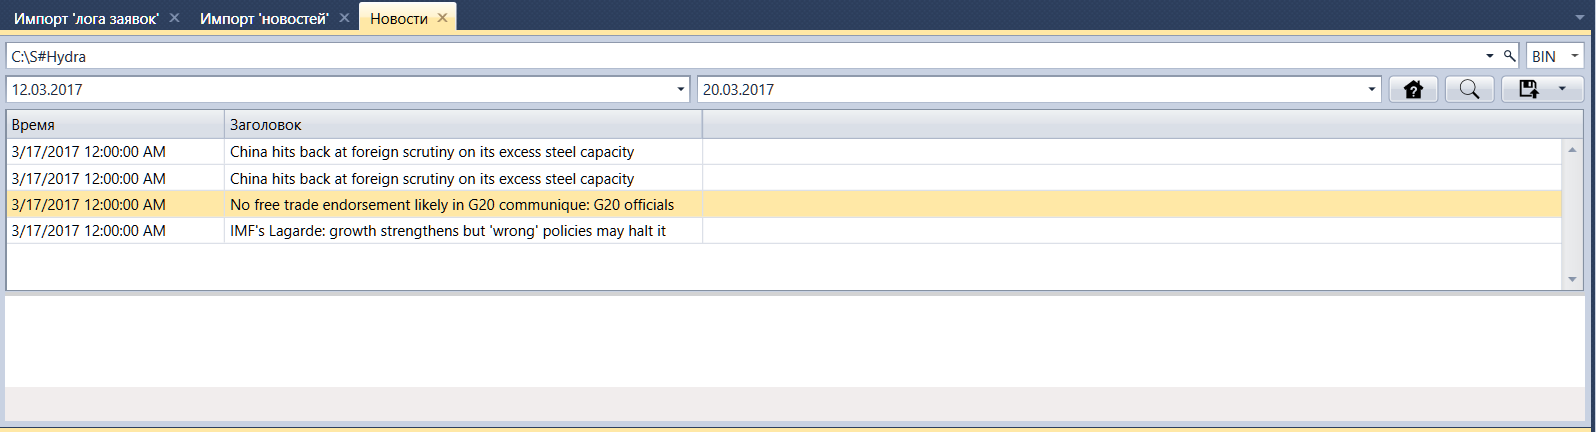 Импорт 'лога заявок' Импорт 'новостей' Новости
C:\S#Hydra BIN
12.03.2017 20.03.2017
Время Заголовок
3/17/2017 12:00:00 AM China hits back at foreign scrutiny on its excess steel capacity
3/17/2017 12:00:00 AM China hits back at foreign scrutiny on its excess steel capacity
3/17/2017 12:00:00 AM No free trade endorsement likely in G20 communique: G20 officials
3/17/2017 12:00:00 AM IMF's Lagarde: growth strengthens but 'wrong' policies may halt it